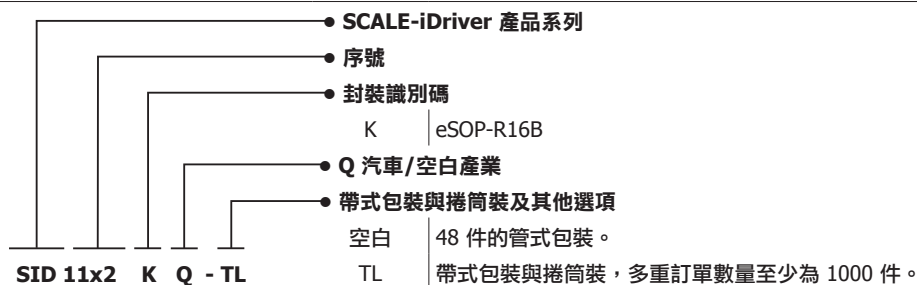 SCALE-iDriver 產品系列
序號
封裝識別碼
K eSOP-R16B
Q 汽車/空白產業
帶式包裝與捲筒裝及其他選項
空白 48 件的管式包裝。
TL 帶式包裝與捲筒裝，多重訂單數量至少為 1000 件。
SID 11x2 K Q - TL